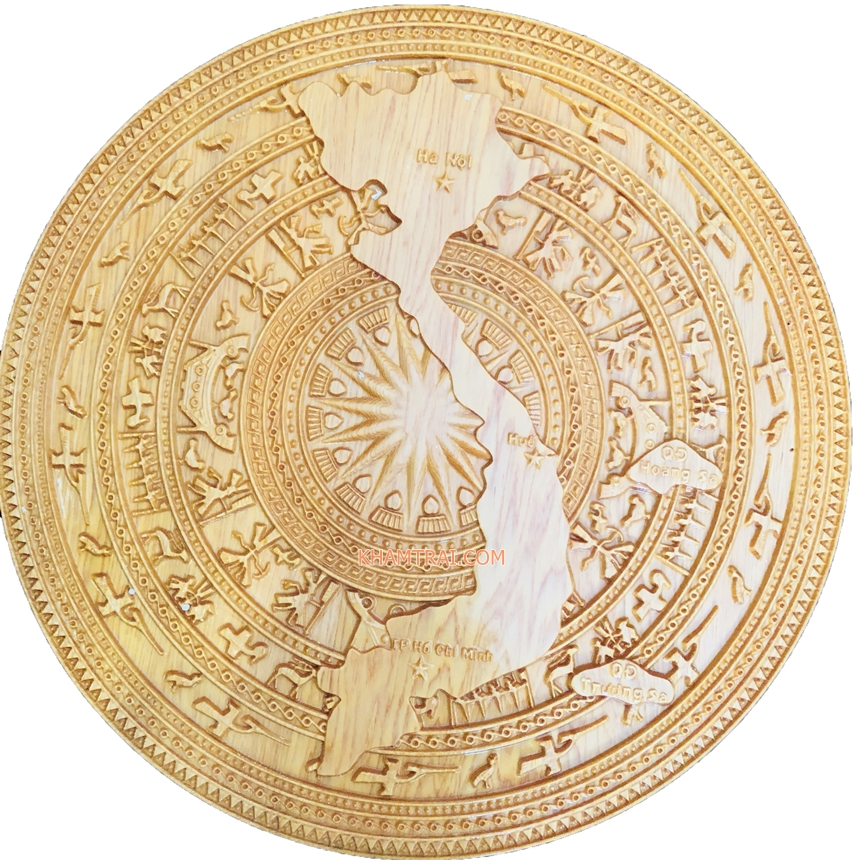 Hà Nội
Huế
QĐ
Hoàng Sa
KHAMTRAI.COM
TP Hồ Chí Minh
QĐ
Trường Sa